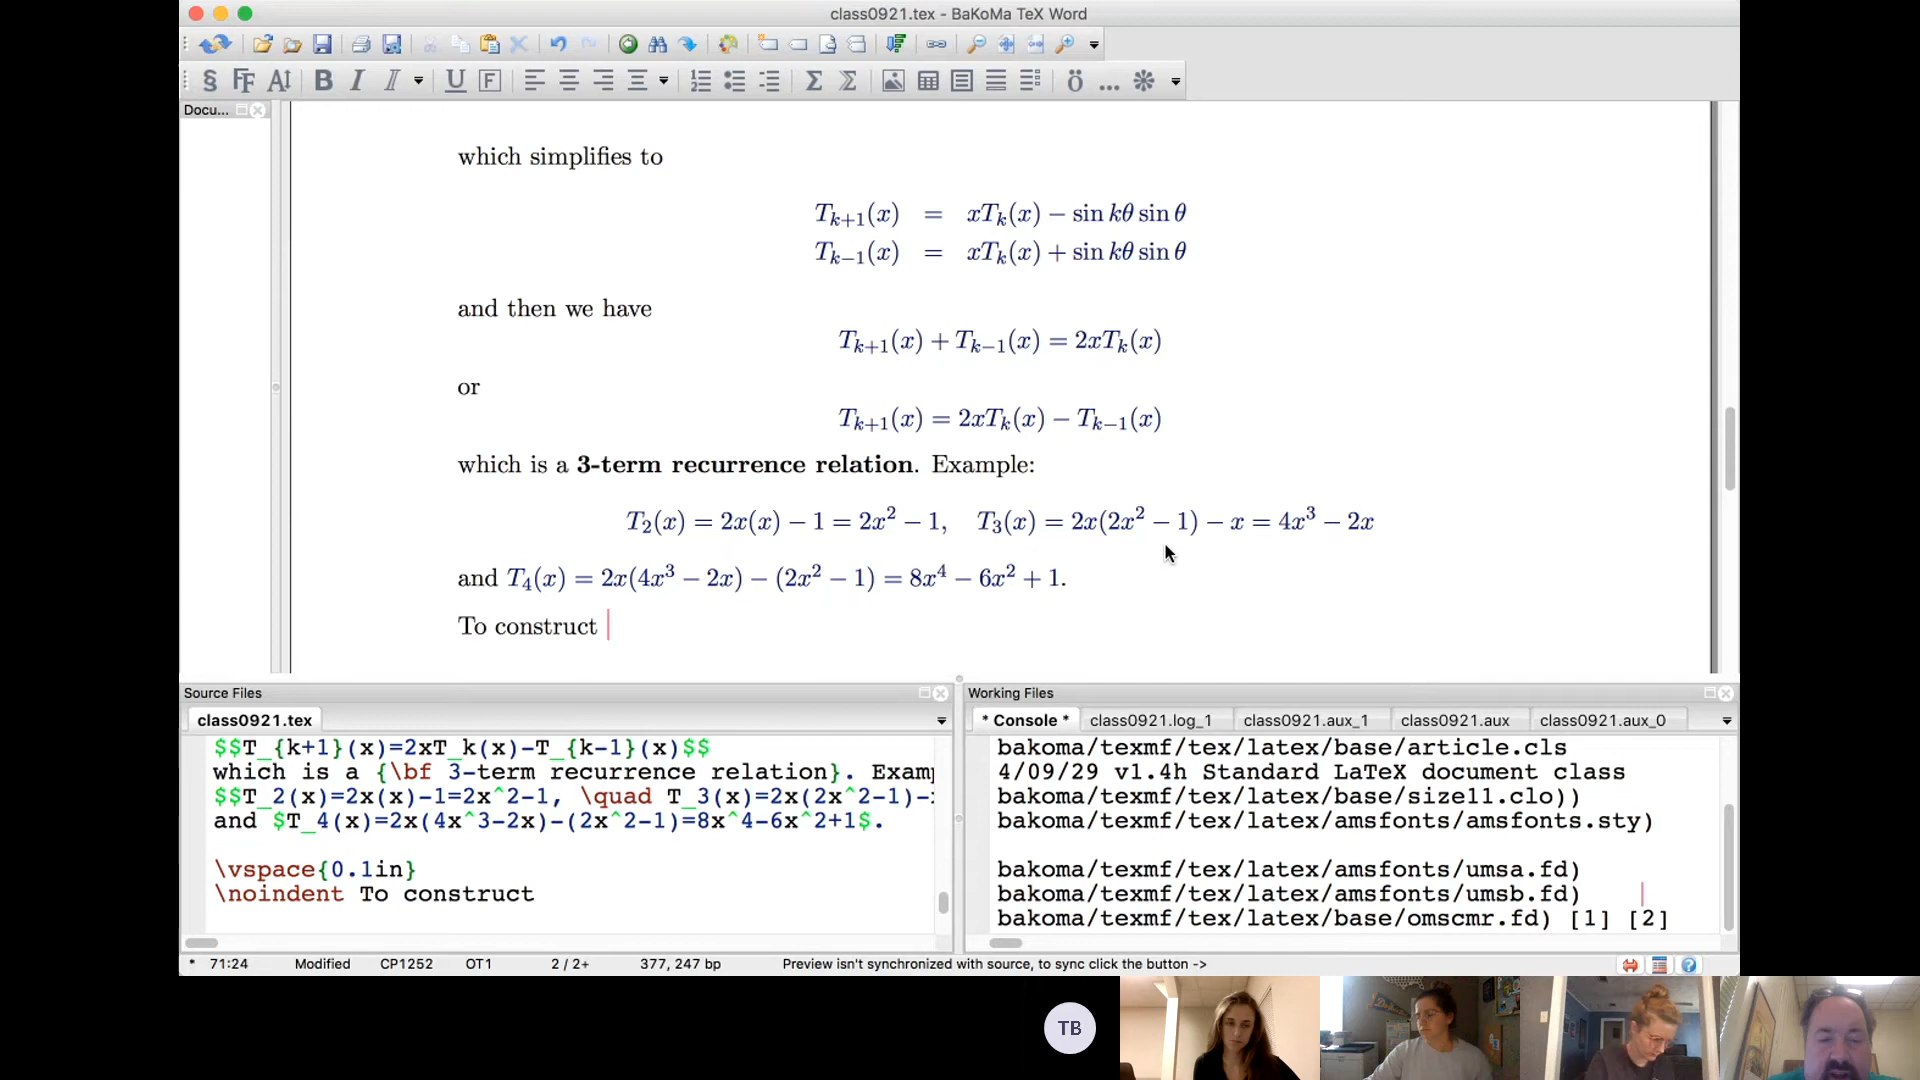 class0921.tex - BaKoMa TeX Word
Docu...
which simplifies to
T_{k+1}(x) = xT_k(x) − sin kθ sin θ
T_{k−1}(x) = xT_k(x) + sin kθ sin θ
and then we have
T_{k+1}(x) + T_{k−1}(x) = 2xT_k(x)
or
T_{k+1}(x) = 2xT_k(x) − T_{k−1}(x)
which is a 3-term recurrence relation. Example:
T_2(x) = 2x(x) − 1 = 2x^2 − 1, T_3(x) = 2x(2x^2 − 1) − x = 4x^3 − 2x
and T_4(x) = 2x(4x^3 − 2x) − (2x^2 − 1) = 8x^4 − 6x^2 + 1.
To construct
Source Files
class0921.tex
$$T_{k+1}(x)=2xT_k(x)-T_{k-1}(x)$$
which is a {\bf 3-term recurrence relation}. Examp
$$T_2(x)=2x(x)-1=2x^2-1, \quad T_3(x)=2x(2x^2-1)-
and $T_4(x)=2x(4x^3-2x)-(2x^2-1)=8x^4-6x^2+1$.
\vspace{0.1in}
\noindent To construct
Working Files
* Console * class0921.log_1 class0921.aux_1 class0921.aux class0921.aux_0
bakoma/texmf/tex/latex/base/article.cls
4/09/29 v1.4h Standard LaTeX document class
bakoma/texmf/tex/latex/base/size11.clo))
bakoma/texmf/tex/latex/amsfonts/amsfonts.sty)
bakoma/texmf/tex/latex/amsfonts/umsa.fd)
bakoma/texmf/tex/latex/amsfonts/umsb.fd)
bakoma/texmf/tex/latex/base/omscmr.fd) [1] [2]
* 71:24 Modified CP1252 OT1 2 / 2+ 377, 247 bp Preview isn't synchronized with source, to sync click the button ->
TB